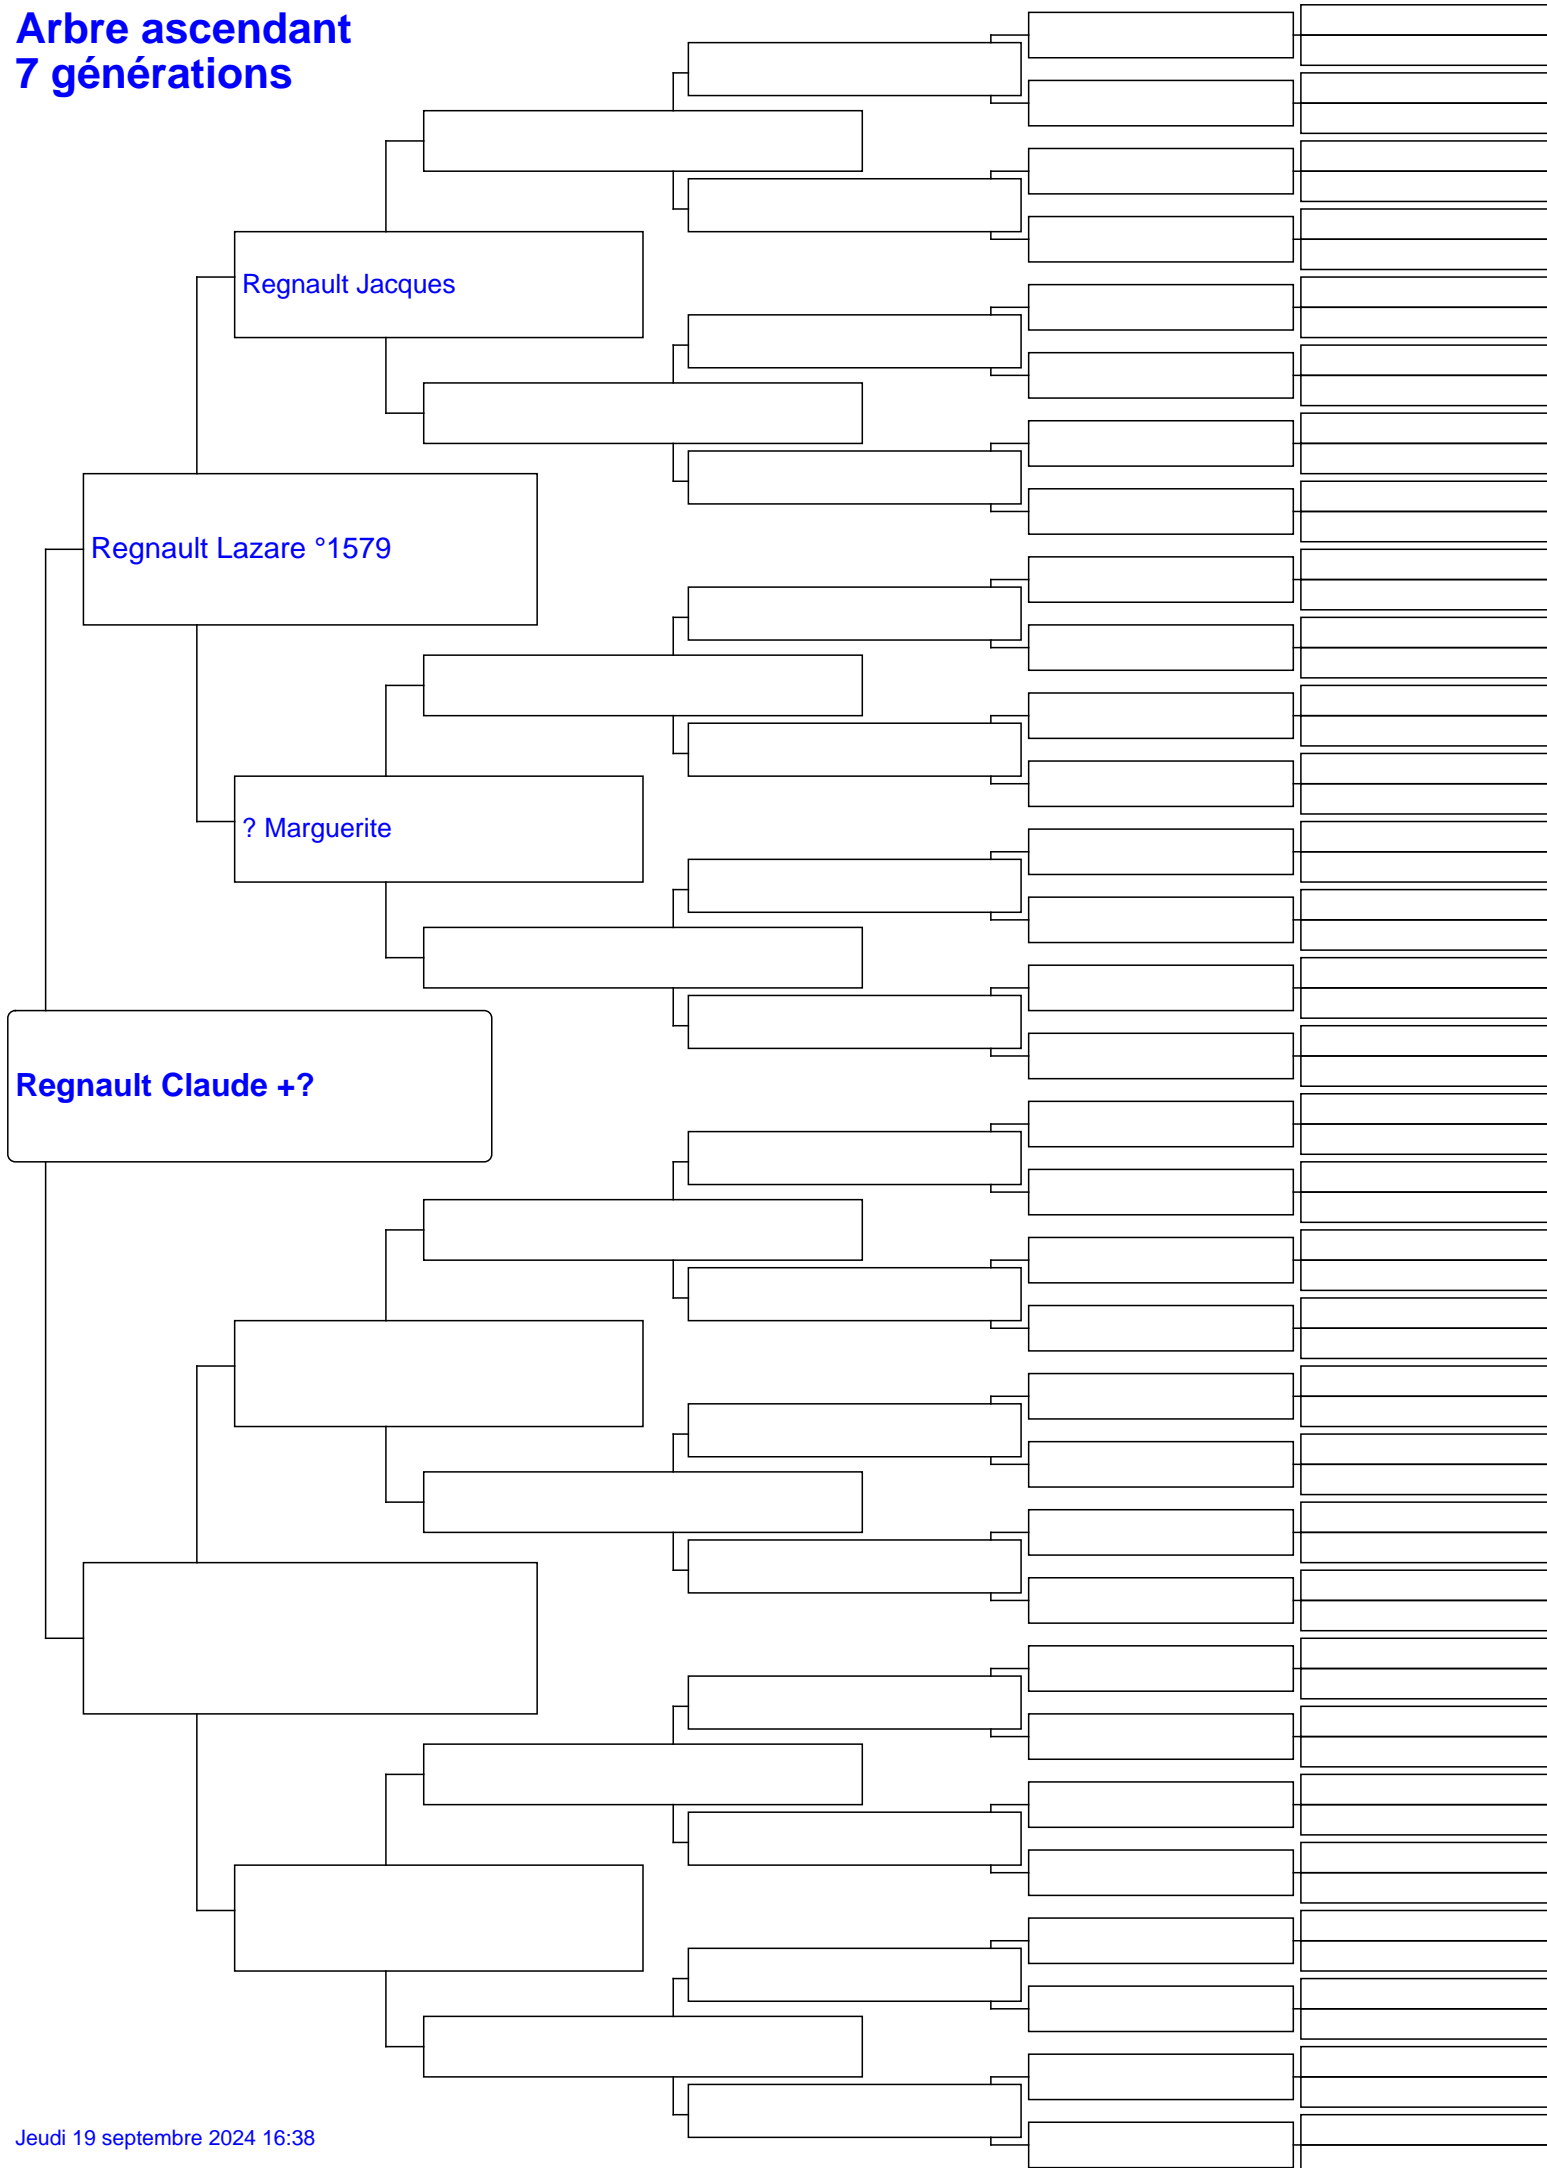 Arbre ascendant
7 générations
Regnault Jacques
Regnault Lazare °1579
? Marguerite
Regnault Claude +?
Jeudi 19 septembre 2024 16:38